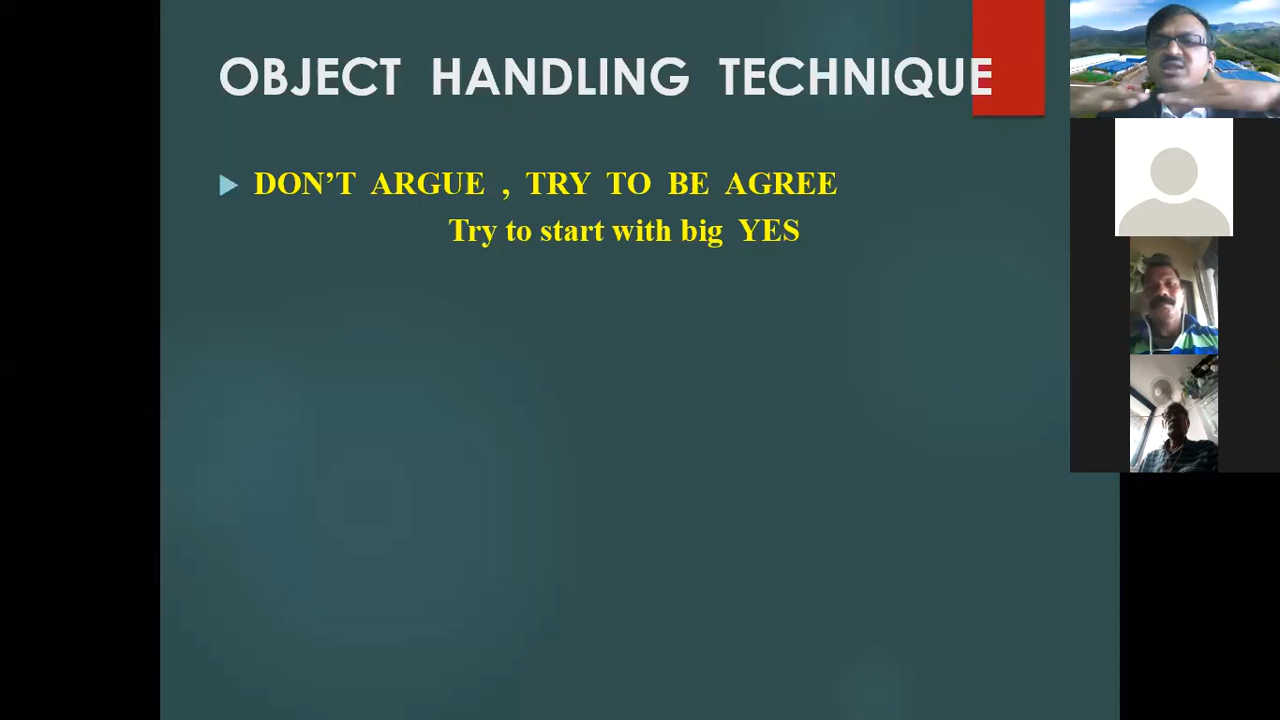 OBJECT HANDLING TECHNIQUE
DON’T ARGUE , TRY TO BE AGREE
Try to start with big YES